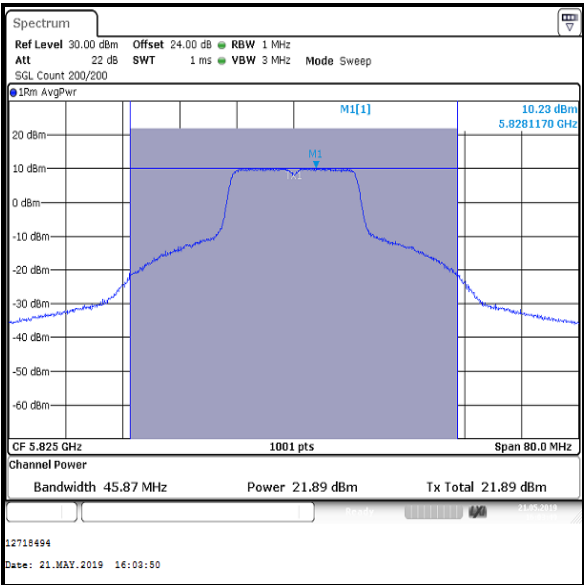 Spectrum
Ref Level 30.00 dBm Offset 24.00 dB RBW 1 MHz
Att 22 dB SWT 1 ms VBW 3 MHz Mode Sweep
SGL Count 200/200
1Rm AvgPwr
M1[1] 10.23 dBm
5.8281170 GHz
20 dBm
M1
10 dBm
0 dBm
-10 dBm
-20 dBm
-30 dBm
-40 dBm
-50 dBm
-60 dBm
CF 5.825 GHz 1001 pts Span 80.0 MHz
Channel Power
Bandwidth 45.87 MHz Power 21.89 dBm Tx Total 21.89 dBm
Ready 21.05.2019
12718494
Date: 21.MAY.2019 16:03:50